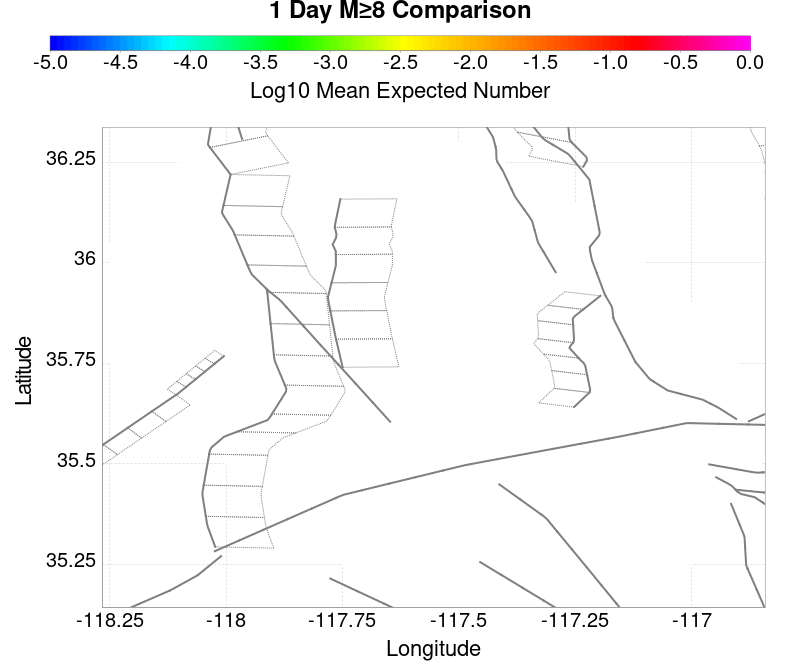 1 Day M≥8 Comparison
-5.0 -4.5 -4.0 -3.5 -3.0 -2.5 -2.0 -1.5 -1.0 -0.5 0.0
Log10 Mean Expected Number
36.25
36
35.75
35.5
35.25
Latitude
-118.25 -118 -117.75 -117.5 -117.25 -117
Longitude